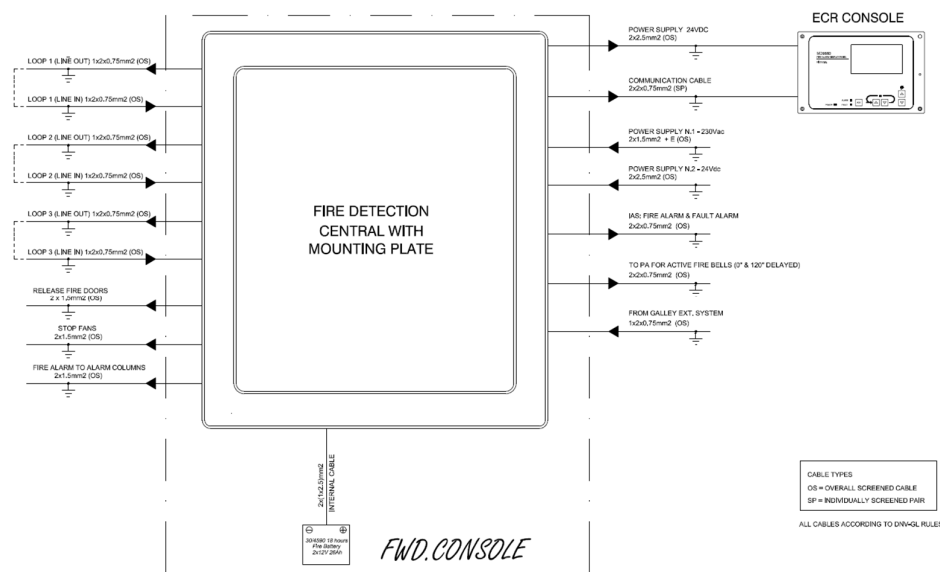 ECR CONSOLE
POWER SUPPLY 24VDC
2x2.5mm2 (OS)
COMMUNICATION CABLE
2x2x0.75mm2 (SP)
POWER SUPPLY N.1 - 230Vac
2x1.5mm2 + E (OS)
POWER SUPPLY N.2 - 24Vdc
2x2.5mm2 (OS)
IAS: FIRE ALARM & FAULT ALARM
2x2x0.75mm2 (OS)
TO PA FOR ACTIVE FIRE BELLS (0" & 120" DELAYED)
2x2x0.75mm2 (OS)
FROM GALLEY EXT. SYSTEM
1x2x0.75mm2 (OS)
LOOP 1 (LINE OUT) 1x2x0.75mm2 (OS)
LOOP 1 (LINE IN) 1x2x0.75mm2 (OS)
LOOP 2 (LINE OUT) 1x2x0.75mm2 (OS)
LOOP 2 (LINE IN) 1x2x0.75mm2 (OS)
LOOP 3 (LINE OUT) 1x2x0.75mm2 (OS)
LOOP 3 (LINE IN) 1x2x0.75mm2 (OS)
RELEASE FIRE DOORS
2 x 1.5mm2 (OS)
STOP FANS
2x1.5mm2 (OS)
FIRE ALARM TO ALARM COLUMNS
2x1.5mm2 (OS)
FIRE DETECTION
CENTRAL WITH
MOUNTING PLATE
2x(1x2.5)mm2
INTERNAL CABLE
30/4590 18 hours
Fire Battery
2x12V 26Ah
FWD.CONSOLE
CABLE TYPES
OS = OVERALL SCREENED CABLE
SP = INDIVIDUALLY SCREENED PAIR
ALL CABLES ACCORDING TO DNV-GL RULES